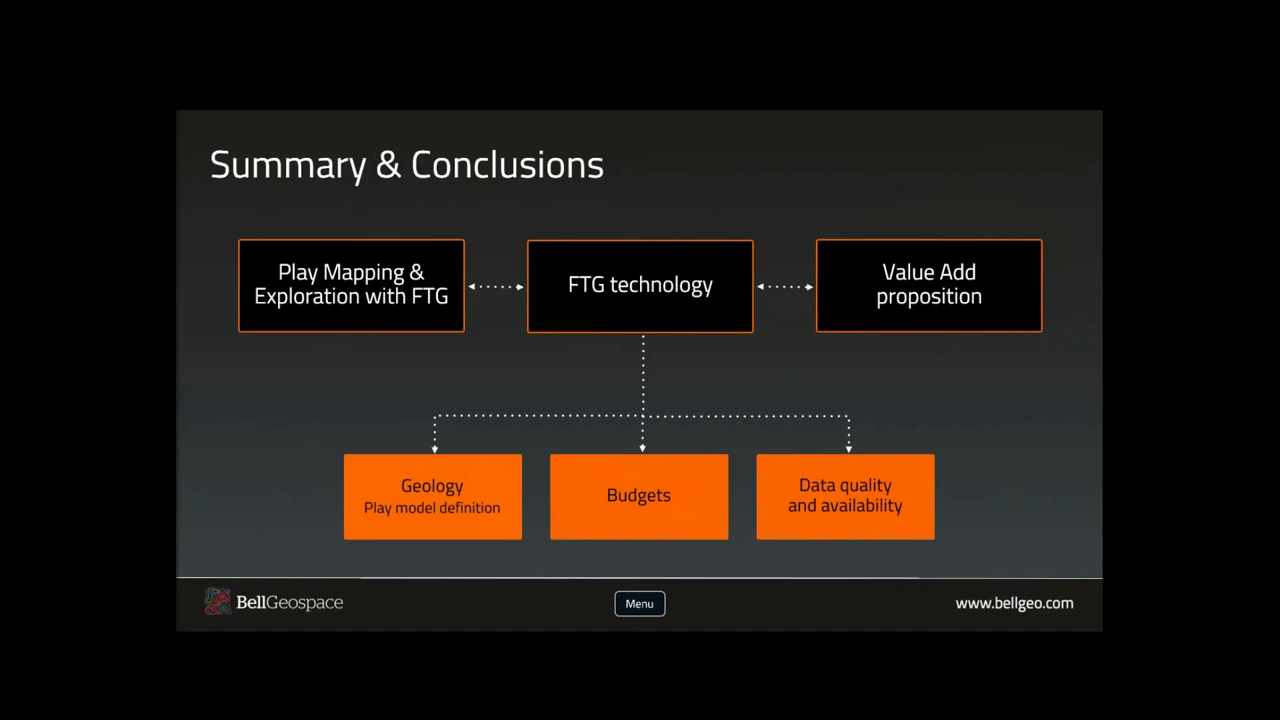 Summary & Conclusions
Play Mapping &
Exploration with FTG
FTG technology
Value Add
proposition
Geology
Play model definition
Budgets
Data quality
and availability
BellGeospace
Menu
www.bellgeo.com